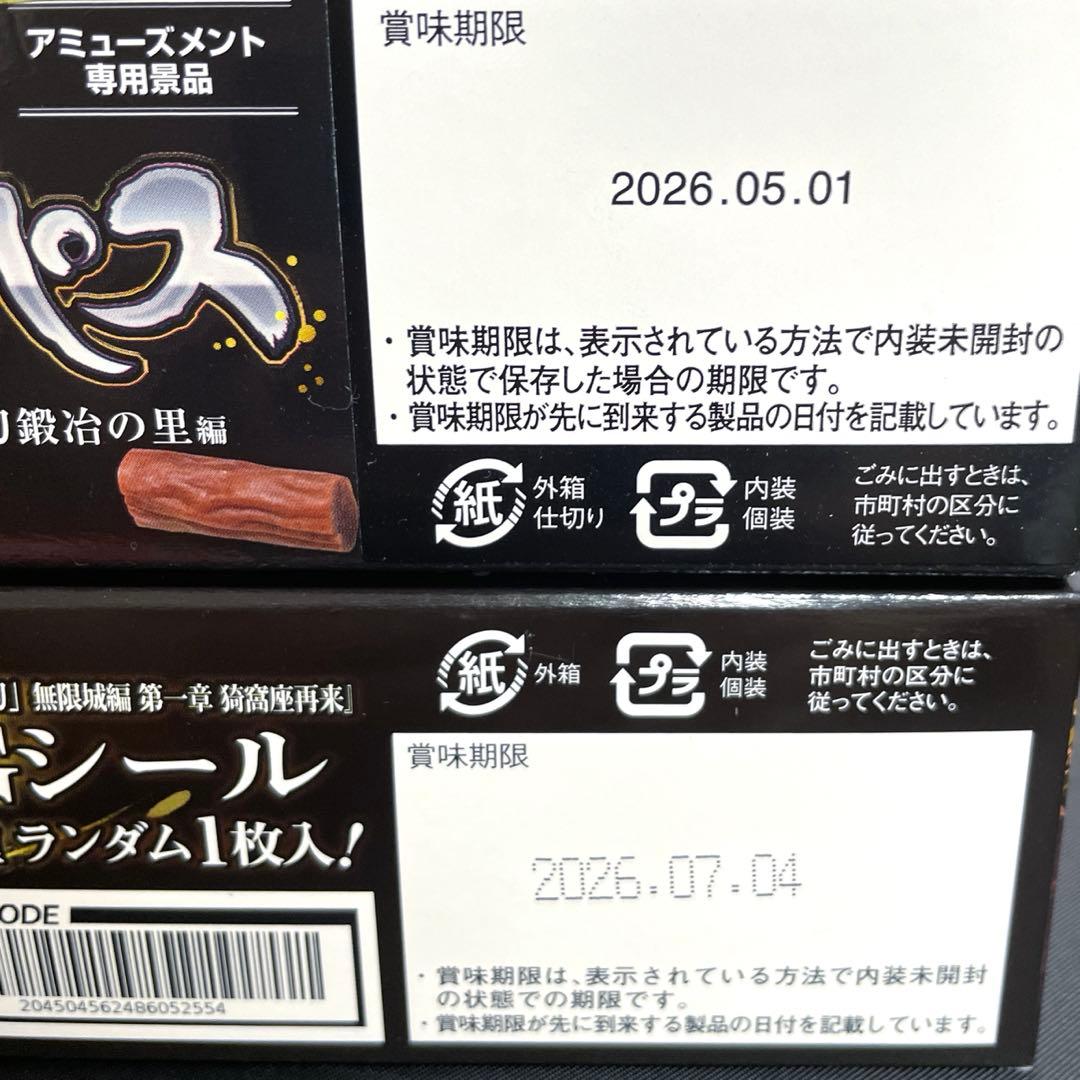 アミューズメント
専用景品
パス
鍛冶の里編
賞味期限
2026.05.01
・賞味期限は、表示されている方法で内装未開封の
状態で保存した場合の期限です。
・賞味期限が先に到来する製品の日付を記載しています。
紙
外箱
仕切り
プラ
内装
個装
ごみに出すときは、
市町村の区分に
従ってください。
紙
外箱
プラ
内装
個装
ごみに出すときは、
市町村の区分に
従ってください。
」無限城編 第一章 猗窩座再来』
シール
ランダム1枚入!
ODE
204504562486052554
賞味期限
2026.07.04
・賞味期限は、表示されている方法で内装未開封
の状態での期限です。
・賞味期限が先に到来する製品の日付を記載しています。